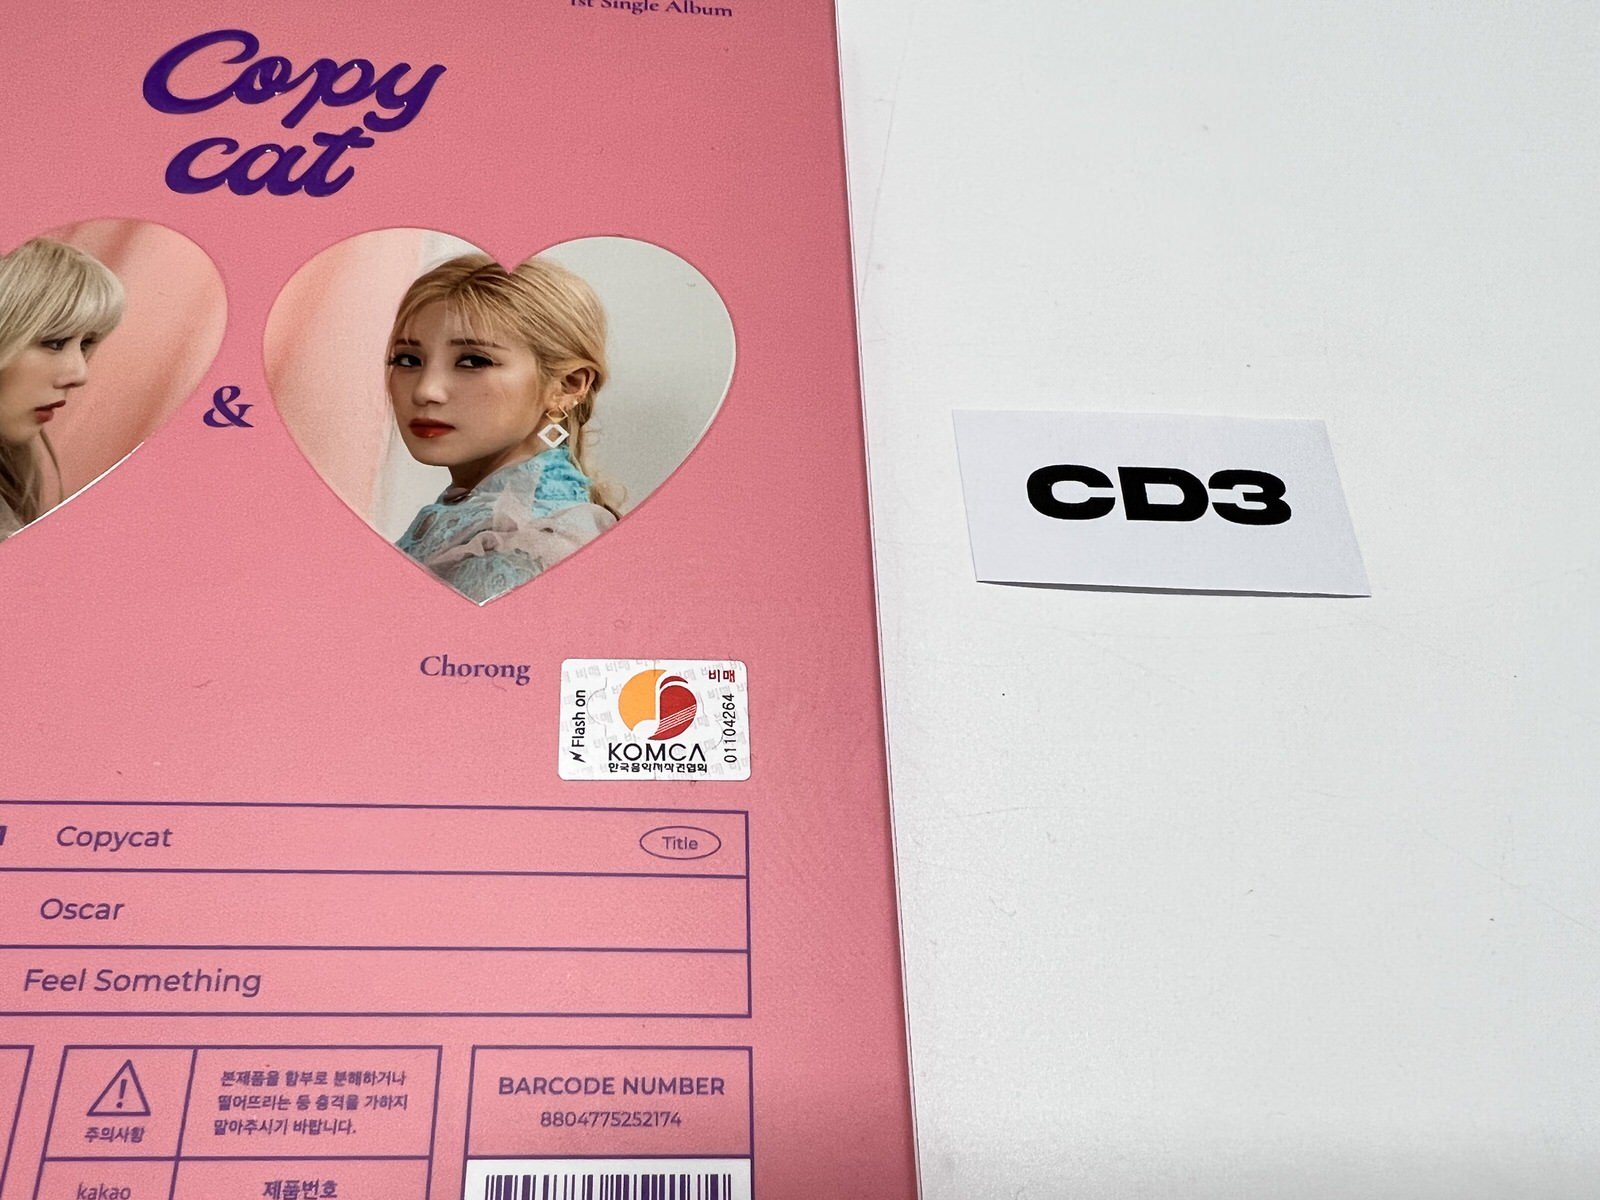 1st Single Album
Copy
cat
&
Chorong
Flash on
비매
01104264
KOMCA
한국음악저작권협회
Copycat
Title
Oscar
Feel Something
주의사항
본제품을 함부로 분해하거나
떨어뜨리는 등 충격을 가하지
말아주시기 바랍니다.
BARCODE NUMBER
8804775252174
kakao
제품번호
CD3